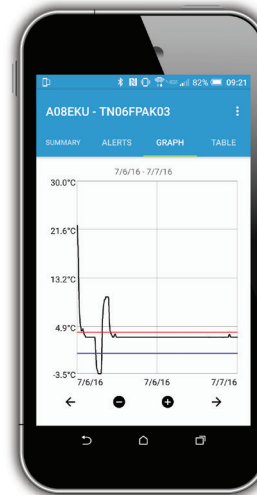 82% 09:21
A08EKU - TN06FPAK03
SUMMARY ALERTS GRAPH TABLE
7/6/16 - 7/7/16
30.0°C
21.6°C
13.2°C
4.9°C
-3.5°C
7/6/16 7/6/16 7/7/16